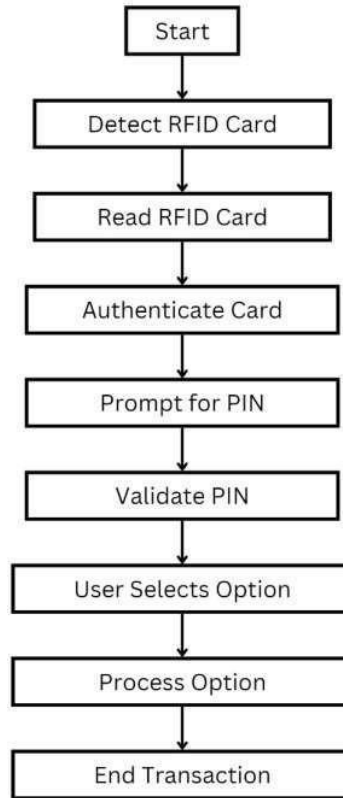 Start
Detect RFID Card
Read RFID Card
Authenticate Card
Prompt for PIN
Validate PIN
User Selects Option
Process Option
End Transaction